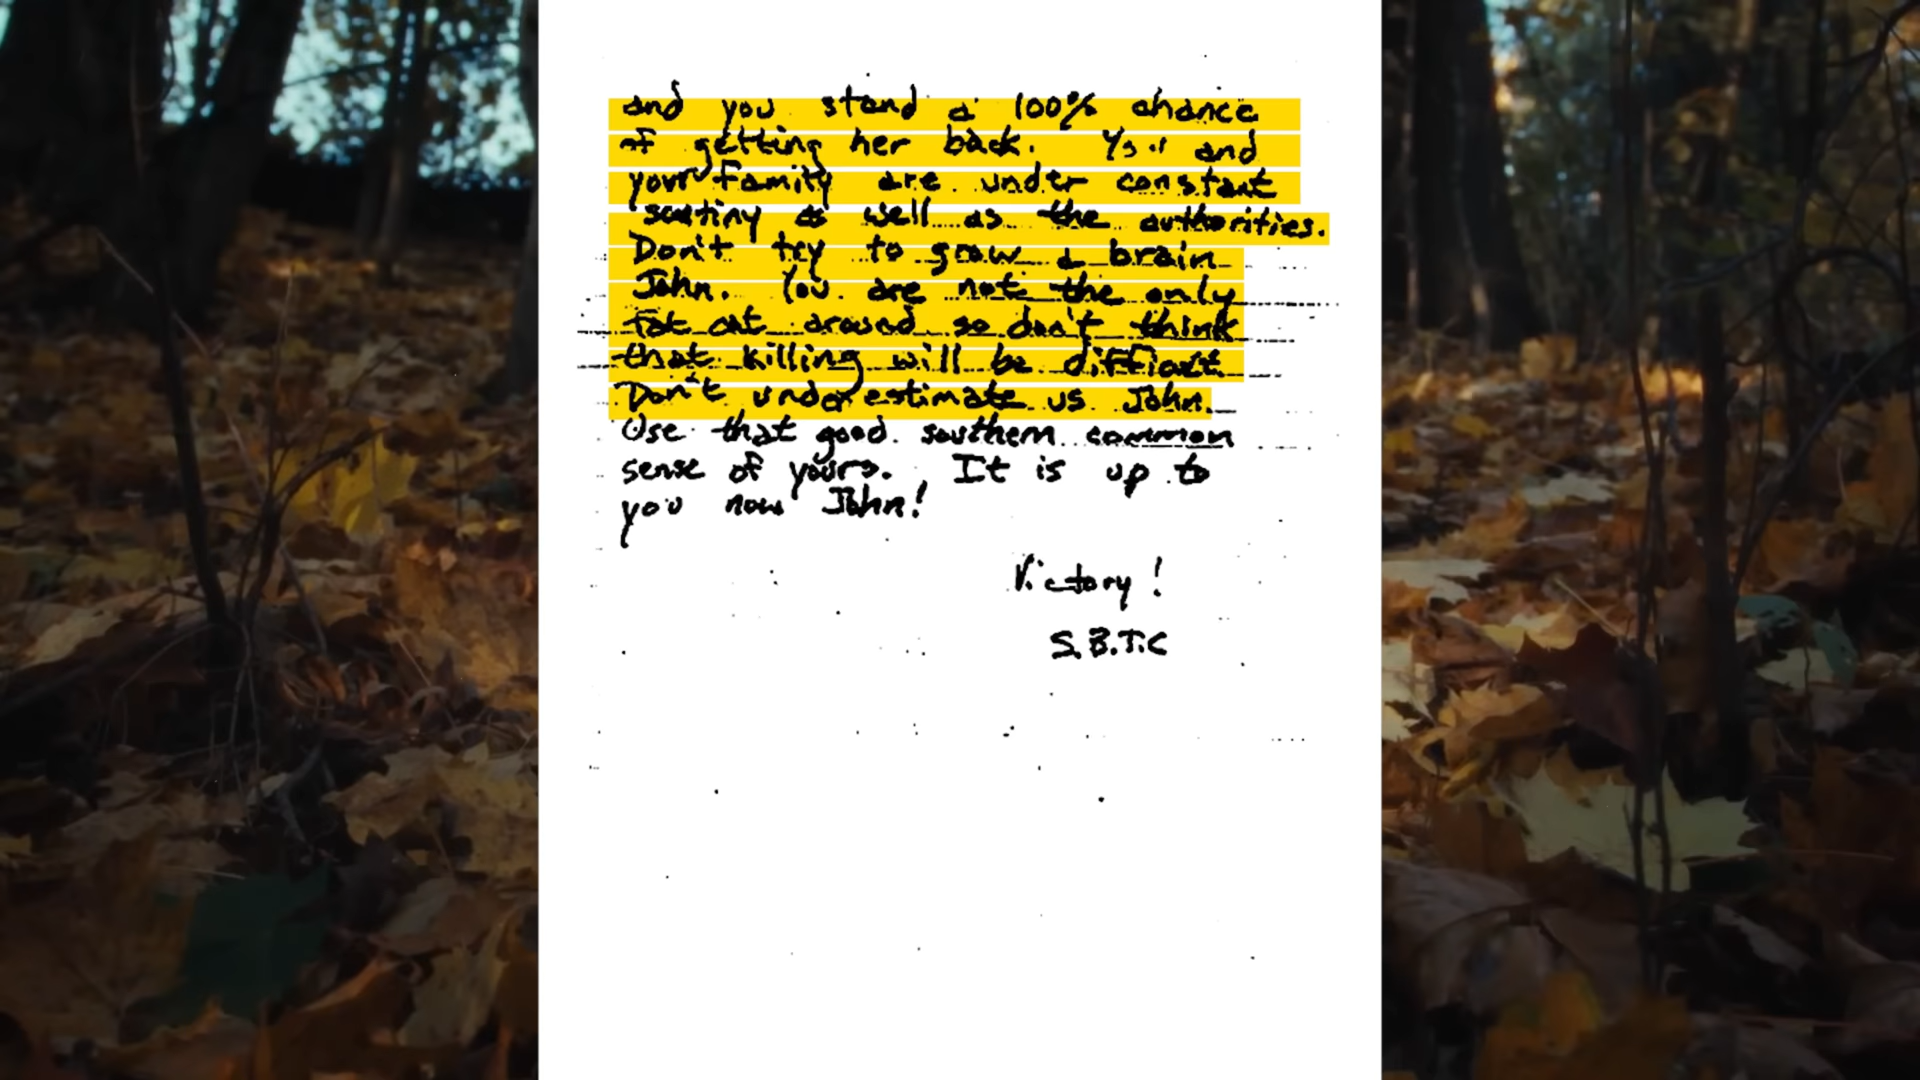 and you stand a 100% chance
of getting her back. You and
your family are under constant
scutiny as well as the authorities.
Don't try to grow a brain
John. You are not the only
fat cat around so don't think
that killing will be difficult.
Don't underestimate us John.
Use that good southern common
sense of yours. It is up to
you now John!
Victory!
S.B.T.C